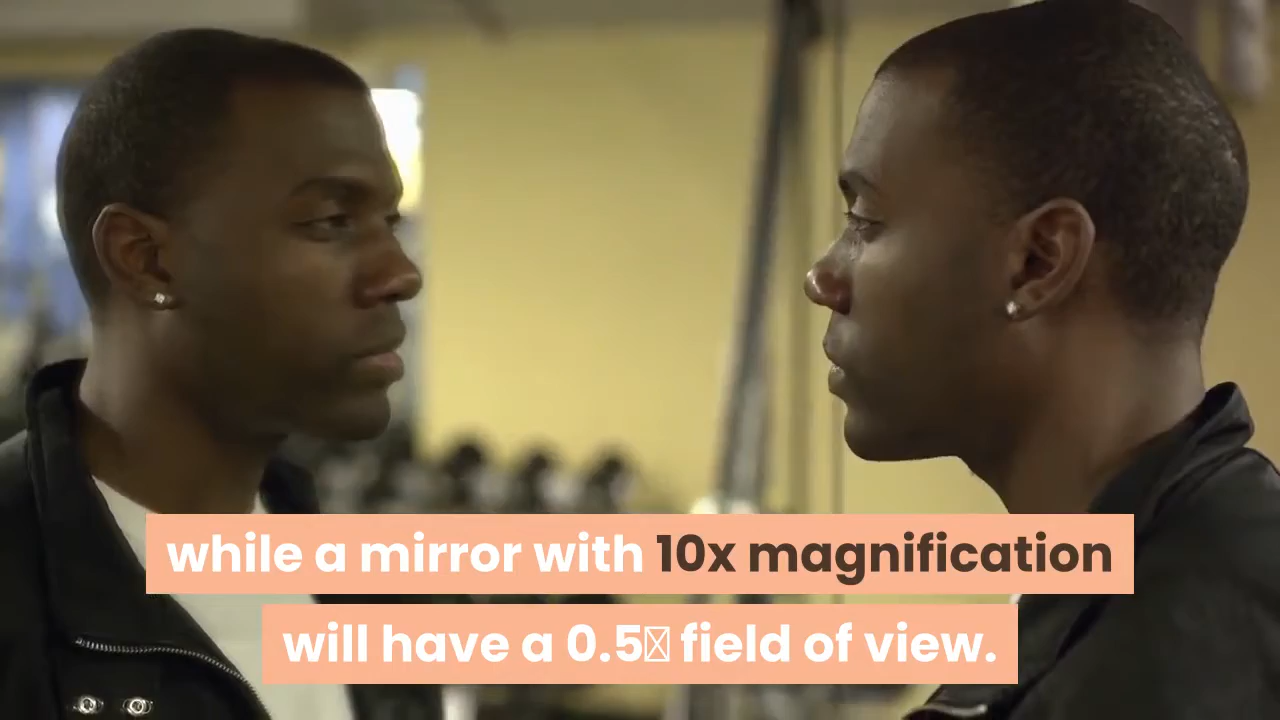 while a mirror with 10x magnification
will have a 0.5 field of view.